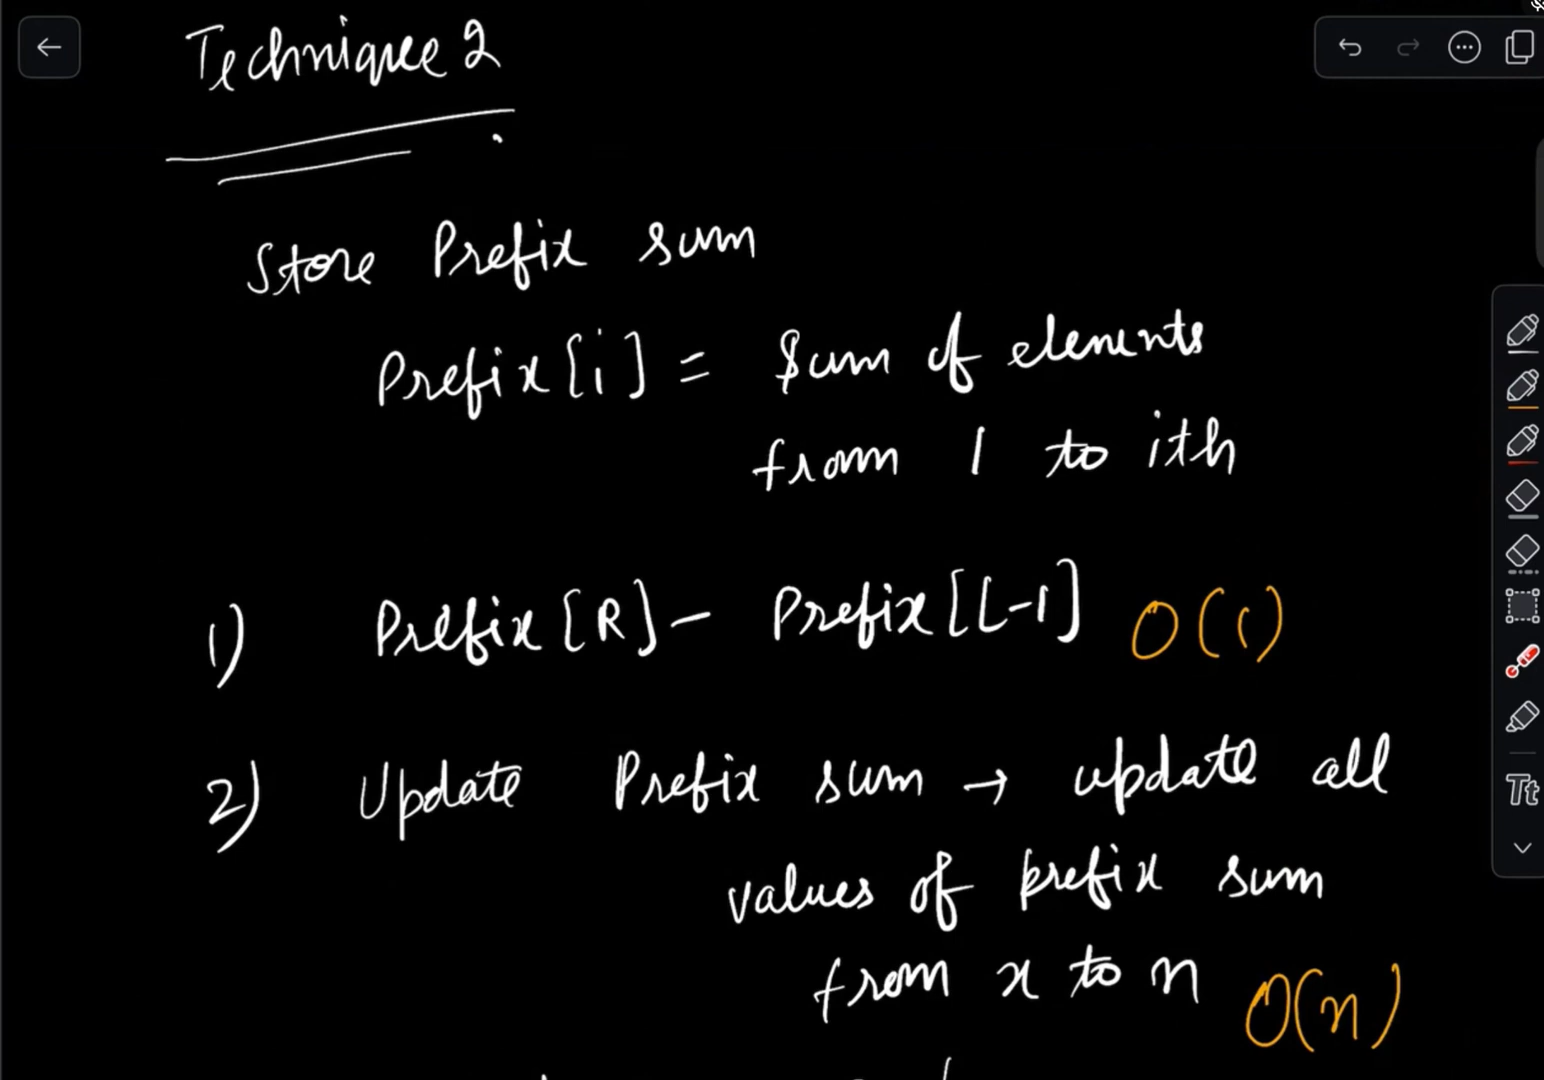 Technique 2
Store Prefix sum
Prefix[i] = Sum of elements
from 1 to ith
1) Prefix[R] - Prefix[L-1] O(1)
2) Update Prefix sum → update all
values of prefix sum
from x to n O(n)
Tt